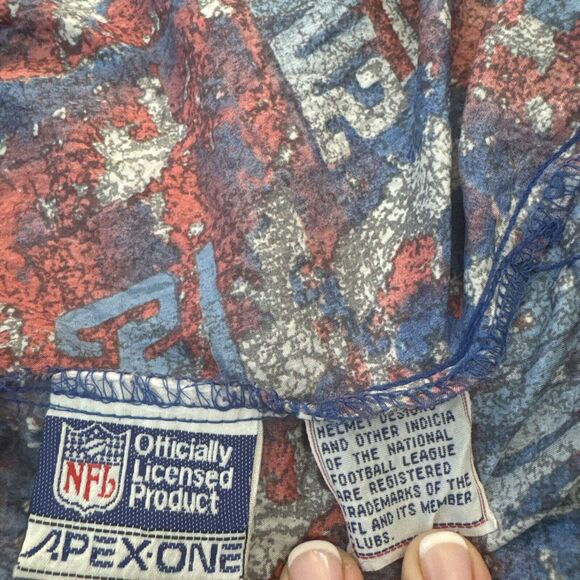 NFL
Officially
Licensed
Product
APEX·ONE
HELMET DESIGNS
AND OTHER INDICIA
OF THE NATIONAL
FOOTBALL LEAGUE
ARE REGISTERED
TRADEMARKS OF THE
NFL AND ITS MEMBER
CLUBS.